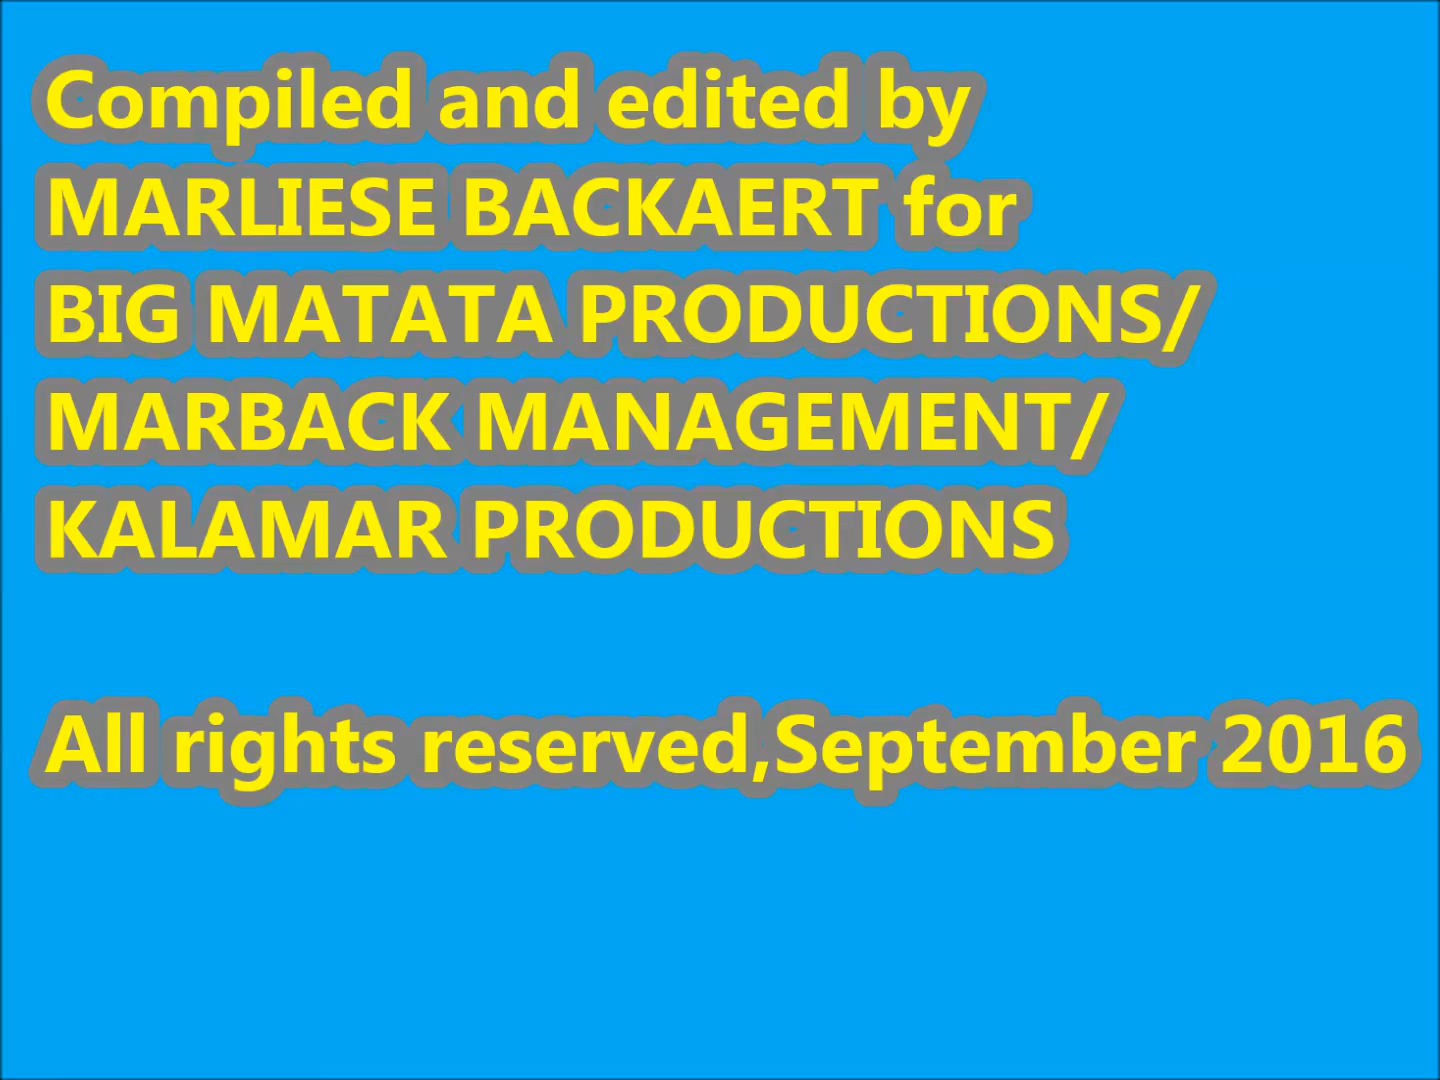 Compiled and edited by
MARLIESE BACKAERT for
BIG MATATA PRODUCTIONS/
MARBACK MANAGEMENT/
KALAMAR PRODUCTIONS
All rights reserved,September 2016